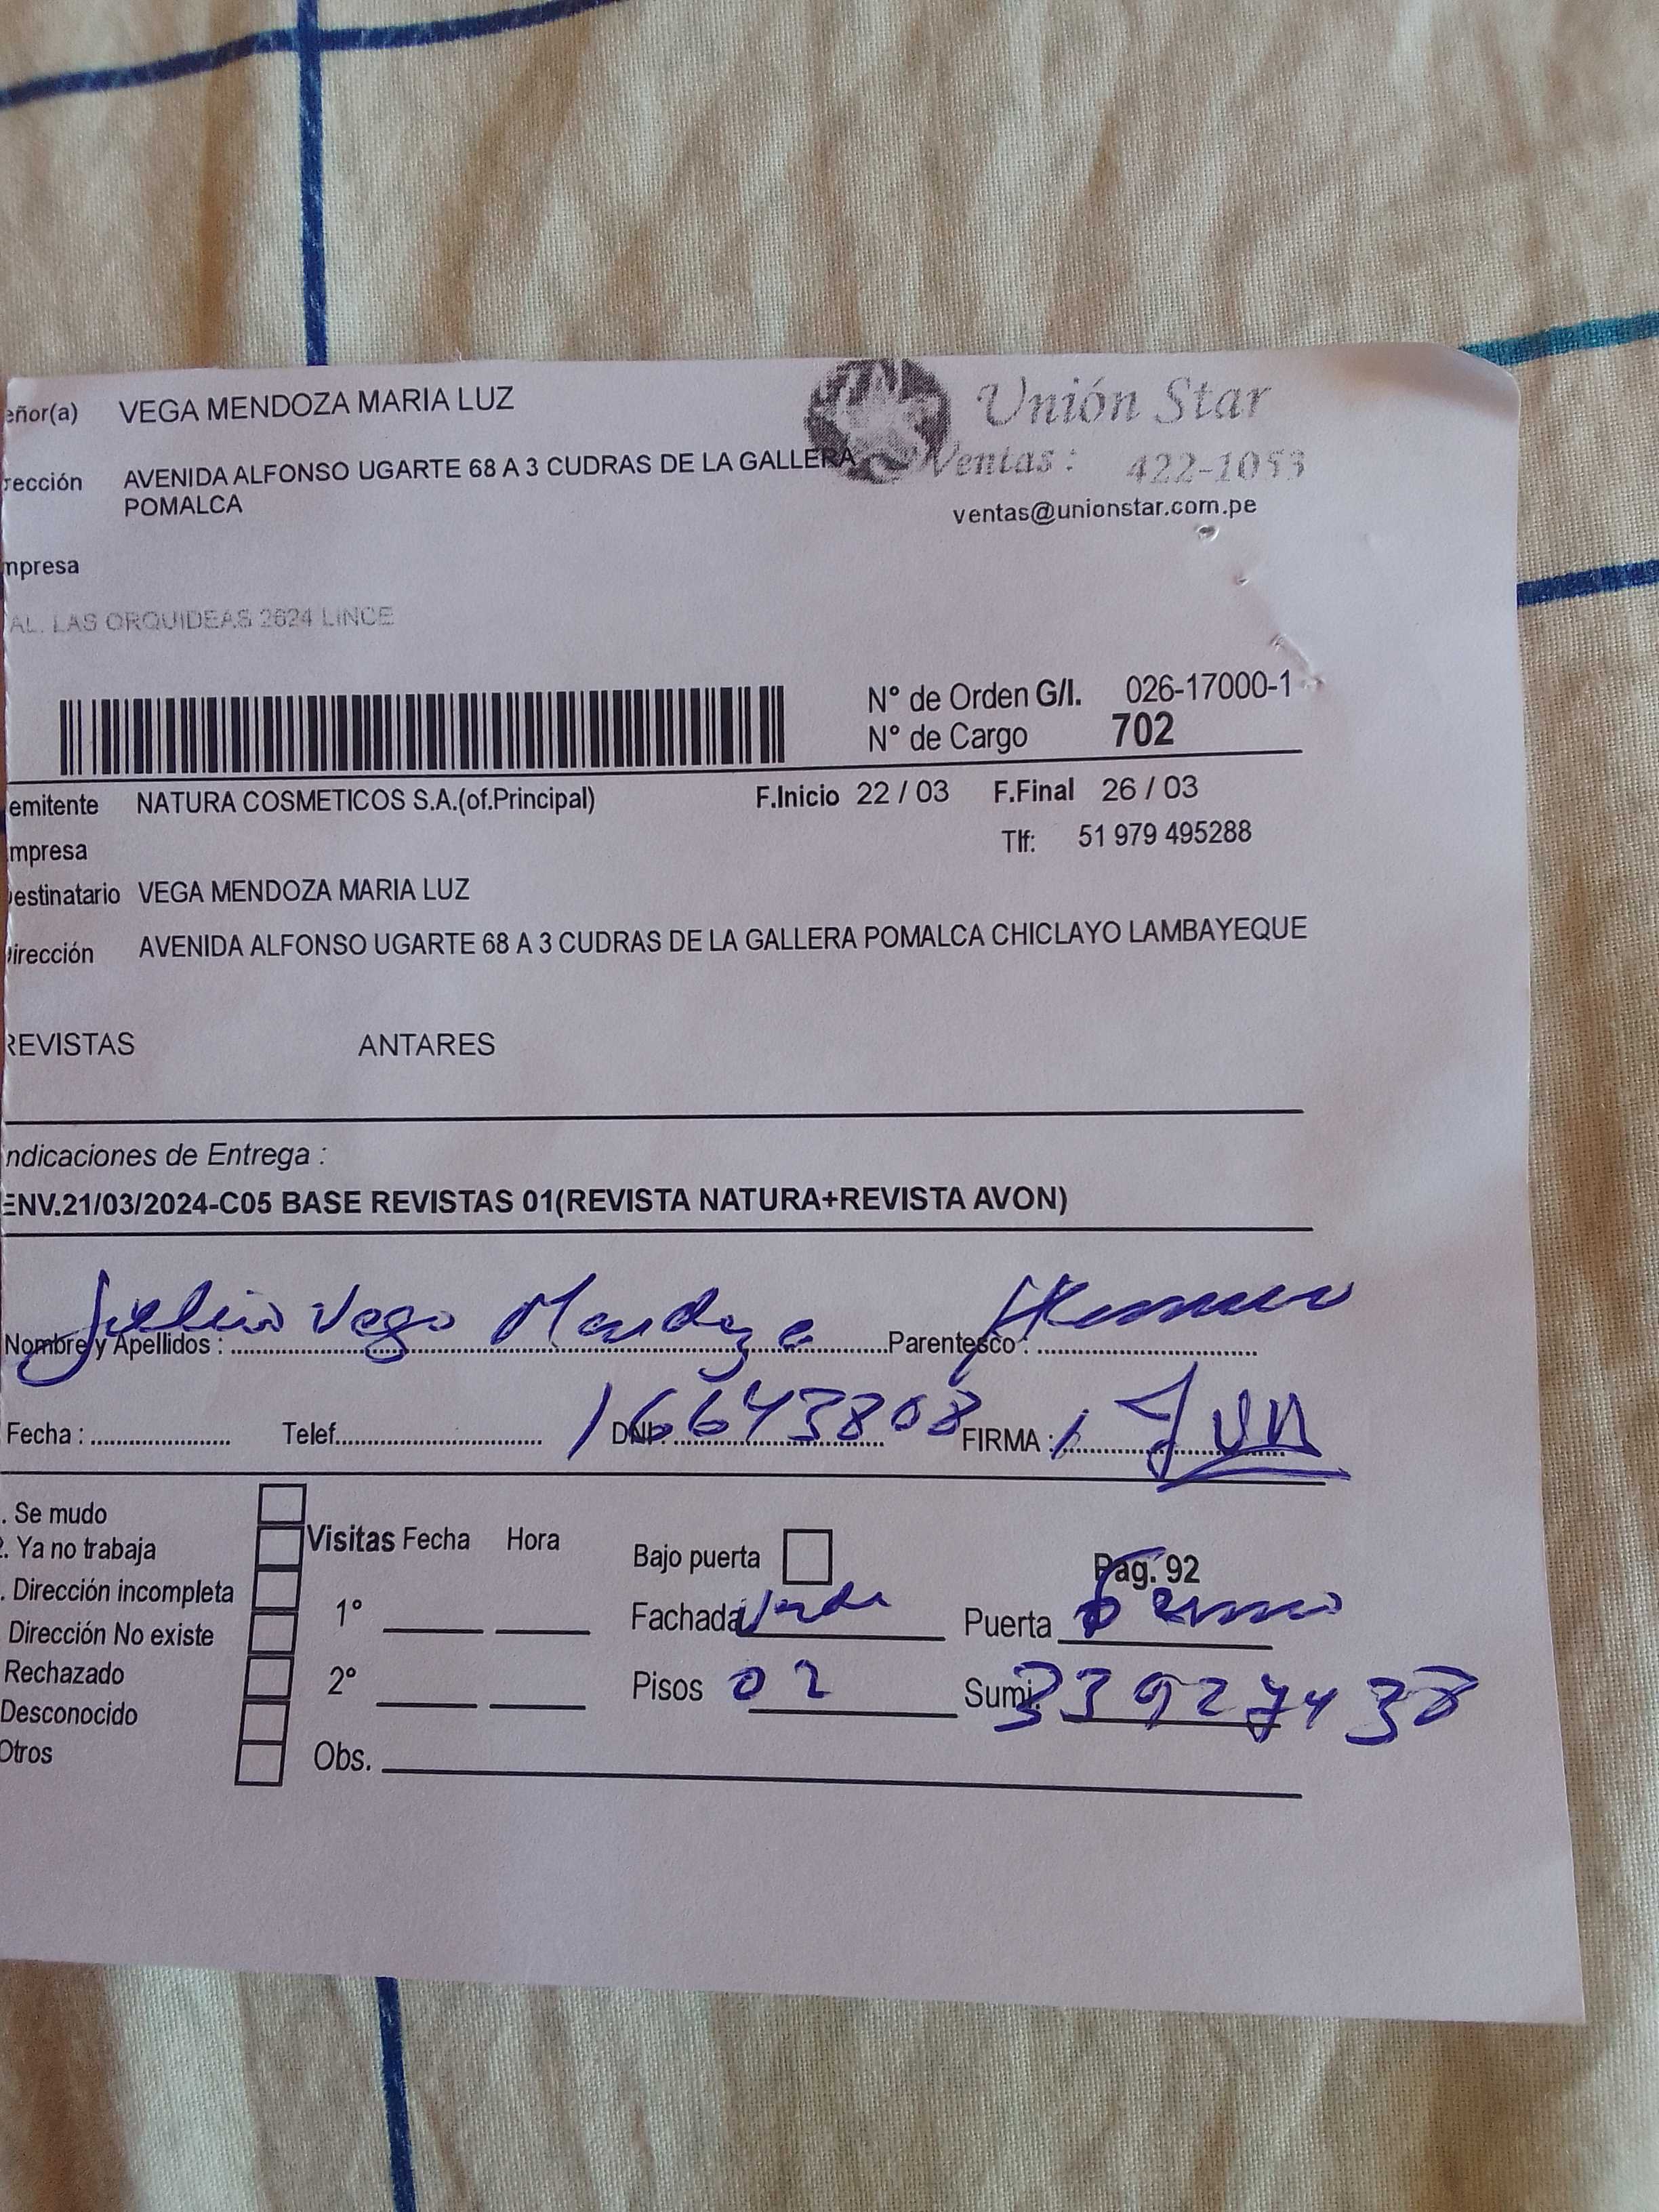 eñor(a) VEGA MENDOZA MARIA LUZ
Unión Star
rección AVENIDA ALFONSO UGARTE 68 A 3 CUDRAS DE LA GALLERA
POMALCA
Ventas: 422-1053
ventas@unionstar.com.pe
mpresa
AL. LAS ORQUIDEAS 2624 LINCE
N° de Orden G/I. 026-17000-1
N° de Cargo 702
emitente NATURA COSMETICOS S.A.(of.Principal) F.Inicio 22 / 03 F.Final 26 / 03
mpresa Tlf: 51 979 495288
estinatario VEGA MENDOZA MARIA LUZ
irección AVENIDA ALFONSO UGARTE 68 A 3 CUDRAS DE LA GALLERA POMALCA CHICLAYO LAMBAYEQUE
REVISTAS ANTARES
ndicaciones de Entrega :
ENV.21/03/2024-C05 BASE REVISTAS 01(REVISTA NATURA+REVISTA AVON)
Nombre y Apellidos : Vega Mendoza Parentesco :
Fecha : Telef. DNI. 16643808 FIRMA :
. Se mudo
2. Ya no trabaja
. Dirección incompleta
Dirección No existe
Rechazado
Desconocido
Otros
Visitas Fecha Hora
1°
2°
Bajo puerta Pag. 92
Fachada Verde Puerta
Pisos 02 Sumi. 33927438
Obs.